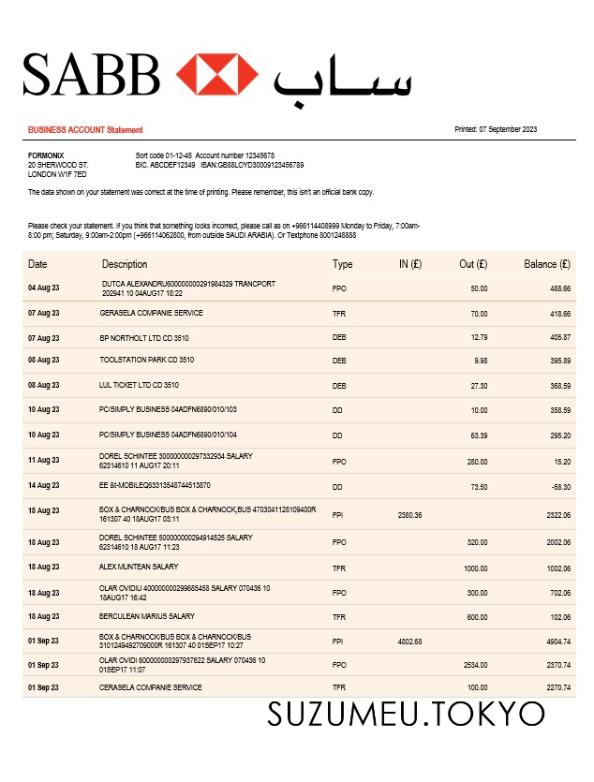 SABB ساب
BUSINESS ACCOUNT Statement Printed: 07 September 2023
FORMONIX Sort code 01-12-45 Account number 12345678
20 SHERWOOD ST. BIC. ABCDEF12349 IBAN:GB88LOYD30009123456789
LONDON W1F 7ED
The data shown on your statement was correct at the time of printing. Please remember, this isn't an official bank copy.
Please check your statement. If you think that something looks incorrect, please call as on +966114408999 Monday to Friday, 7:00am-
8:00 pm; Saturday, 9:00am-2:00pm (+966114062800, from outside SAUDI ARABIA). Or Textphone 8001248888
Date Description Type IN (£) Out (£) Balance (£)
04 Aug 23 DUTCA ALEXANDRU600000000291984329 TRANCPORT FPO 50.00 488.66
202941 10 04AUG17 18:22
07 Aug 23 GERASELA COMPANIE SERVICE TFR 70.00 418.66
07 Aug 23 BP NORTHOLT LTD CD 3510 DEB 12.79 405.87
08 Aug 23 TOOLSTATION PARK CD 3510 DEB 9.98 395.89
08 Aug 23 LUL TICKET LTD CD 3510 DEB 27.30 368.59
10 Aug 23 PC/SIMPLY BUSINESS 04ADFN6890/010/103 DD 10.00 358.59
10 Aug 23 PC/SIMPLY BUSINESS 04ADFN6890/010/104 DD 63.39 295.20
11 Aug 23 DOREL SCHINTEE 300000000297332934 SALARY FPO 280.00 15.20
62314610 11 AUG17 20:11
14 Aug 23 EE &t-MOBILEQ63313548744513870 DD 73.50 -58.30
18 Aug 23 BOX & CHARNOCK/BUS BOX & CHARNOCK,BUS 4703041128109400R FPI 2380.36 2322.06
161307 40 18AUG17 03:11
18 Aug 23 DOREL SCHINTEE 500000000294914525 SALARY FPO 320.00 2002.06
62314610 18 AUG17 11:23
18 Aug 23 ALEX MUNTEAN SALARY TFR 1000.00 1002.06
18 Aug 23 OLAR OVIDIU 400000000299685458 SALARY 070436 10 FPO 300.00 702.06
18AUG17 16:42
18 Aug 23 BERCULEAN MARIUS SALARY TFR 600.00 102.06
01 Sep 23 BOX & CHARNOCK/BUS BOX & CHARNOCK/BUS FPI 4802.68 4904.74
3101249492709000R 161307 40 01SEP17 10:27
01 Sep 23 OLAR OVIDI 600000000297937622 SALARY 070436 10 FPO 2534.00 2370.74
01SEP17 11:07
01 Sep 23 CERASELA COMPANIE SERVICE TFR 100.00 2270.74
SUZUMEU.TOKYO